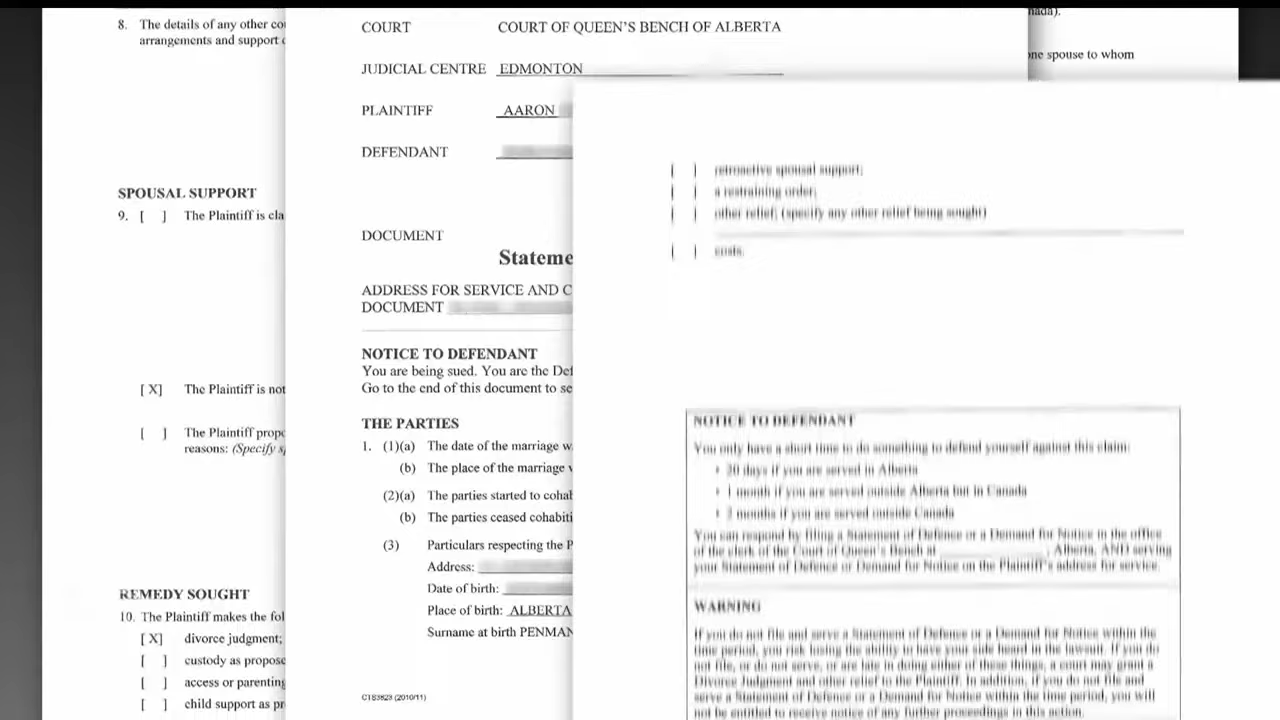 8. The details of any other co
arrangements and support
SPOUSAL SUPPORT
9. [ ] The Plaintiff is cla
[ X] The Plaintiff is not
[ ] The Plaintiff prop
reasons: (Specify
REMEDY SOUGHT
10. The Plaintiff makes the fol
[ X] divorce judgment;
[ ] custody as propose
[ ] access or parenting
[ ] child support as pr
COURT COURT OF QUEEN'S BENCH OF ALBERTA
JUDICIAL CENTRE EDMONTON
PLAINTIFF AARON
DEFENDANT
DOCUMENT
Stateme
ADDRESS FOR SERVICE AND C
DOCUMENT
NOTICE TO DEFENDANT
You are being sued. You are the Def
Go to the end of this document to se
THE PARTIES
1. (1)(a) The date of the marriage w
(b) The place of the marriage
(2)(a) The parties started to cohab
(b) The parties ceased cohabiti
(3) Particulars respecting the P
Address:
Date of birth:
Place of birth: ALBERTA
Surname at birth PENMAN
CTS3823 (2010/11)
nada).
one spouse to whom
[ ] retroactive spousal support;
[ ] a restraining order;
[ ] other relief; (specify any other relief being sought)
[ ] costs.
NOTICE TO DEFENDANT
You only have a short time to do something to defend yourself against this claim:
• 20 days if you are served in Alberta
• 1 month if you are served outside Alberta but in Canada
• 2 months if you are served outside Canada
You can respond by filing a Statement of Defence or a Demand for Notice in the office
of the clerk of the Court of Queen's Bench at , Alberta, AND serving
your Statement of Defence or Demand for Notice on the Plaintiff's address for service.
WARNING
If you do not file and serve a Statement of Defence or a Demand for Notice within the
time period, you risk losing the ability to have your side heard in the lawsuit. If you do
not file, or do not serve, or are late in doing either of these things, a court may grant a
Divorce Judgment and other relief to the Plaintiff. In addition, if you do not file and
serve a Statement of Defence or a Demand for Notice within the time period, you will
not be entitled to receive notice of any further proceedings in this action.